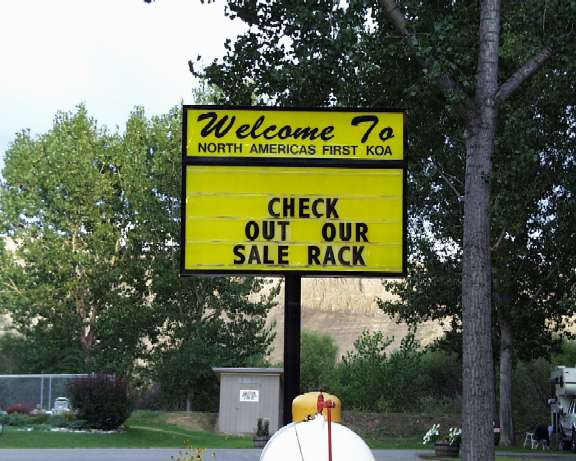 Welcome To
NORTH AMERICAS FIRST KOA
CHECK
OUT OUR
SALE RACK